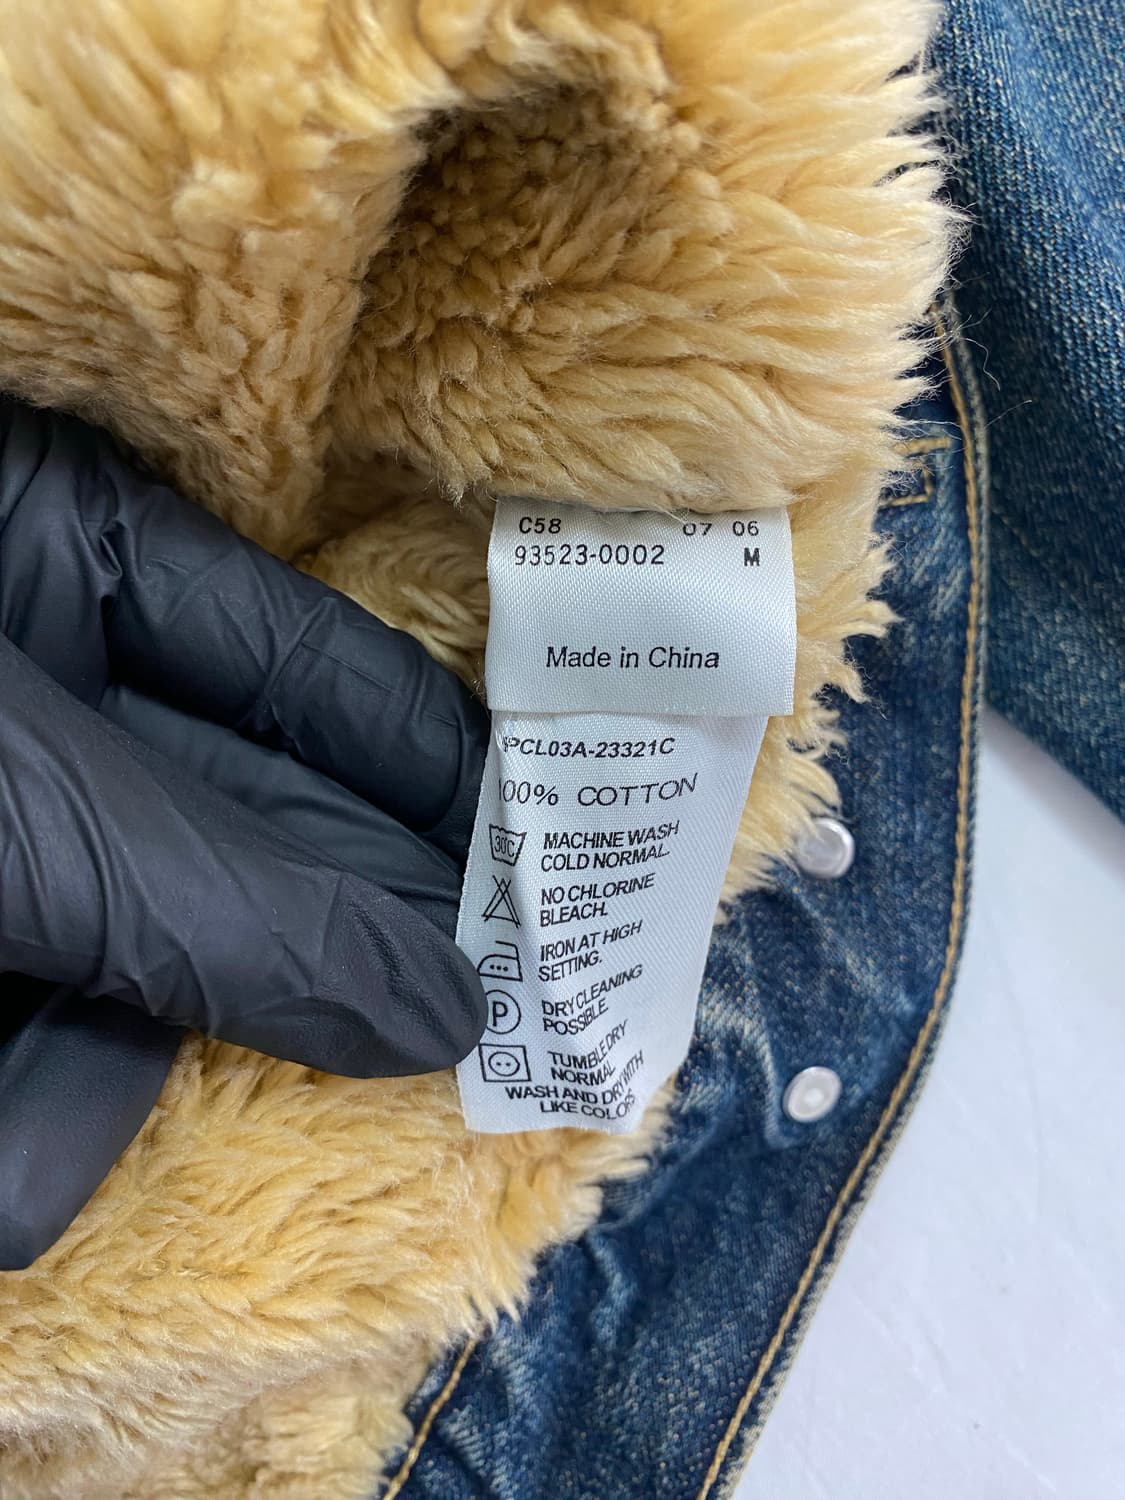 C58 07 06
93523-0002 M
Made in China
PCL03A-23321C
100% COTTON
30°C MACHINE WASH
COLD NORMAL.
NO CHLORINE
BLEACH.
IRON AT HIGH
SETTING.
P DRY CLEANING
POSSIBLE.
TUMBLE DRY
NORMAL
WASH AND DRY WITH
LIKE COLORS